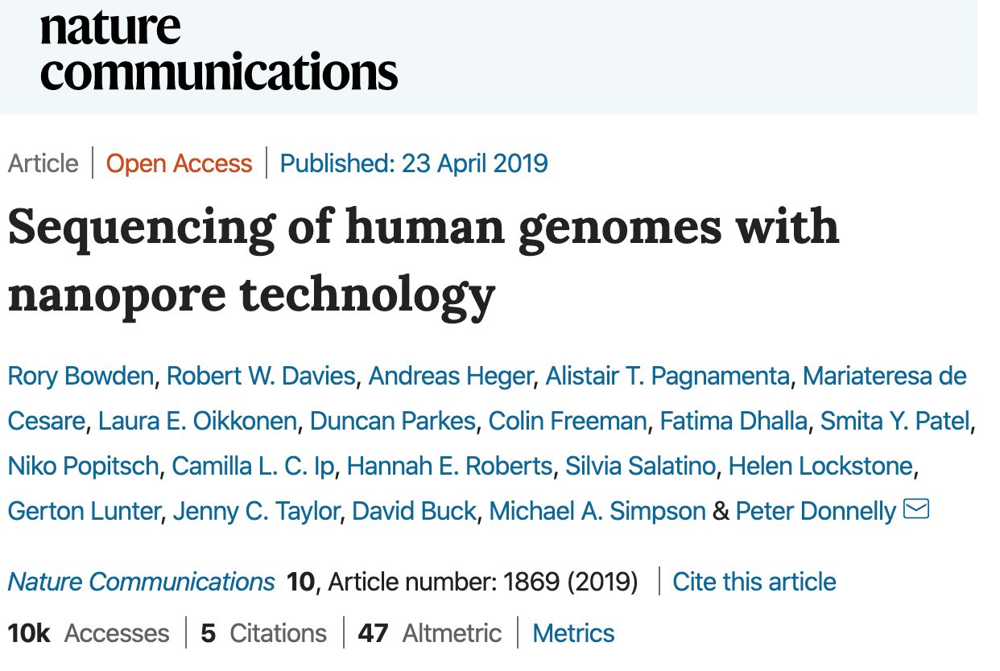 nature
communications
Article | Open Access | Published: 23 April 2019
Sequencing of human genomes with
nanopore technology
Rory Bowden, Robert W. Davies, Andreas Heger, Alistair T. Pagnamenta, Mariateresa de
Cesare, Laura E. Oikkonen, Duncan Parkes, Colin Freeman, Fatima Dhalla, Smita Y. Patel,
Niko Popitsch, Camilla L. C. Ip, Hannah E. Roberts, Silvia Salatino, Helen Lockstone,
Gerton Lunter, Jenny C. Taylor, David Buck, Michael A. Simpson & Peter Donnelly
Nature Communications 10, Article number: 1869 (2019) | Cite this article
10k Accesses | 5 Citations | 47 Altmetric | Metrics